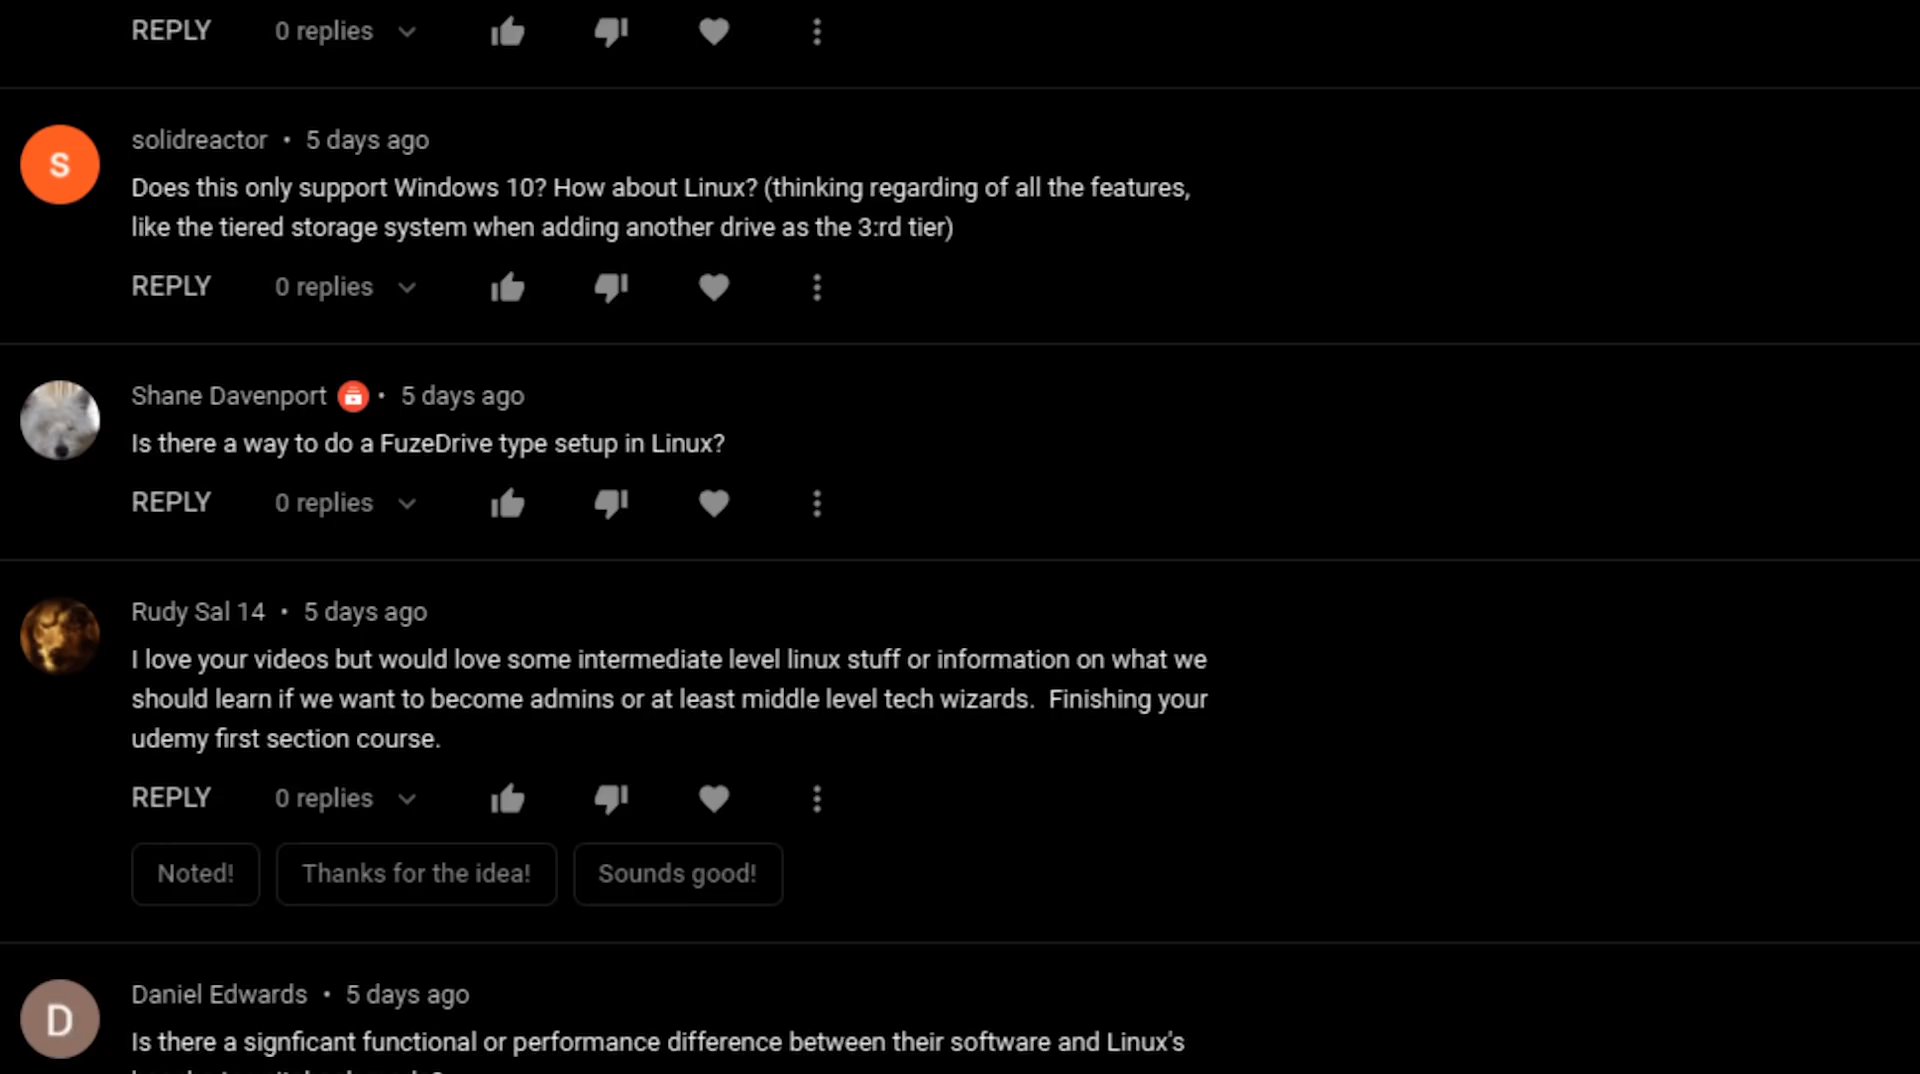 REPLY 0 replies
S
solidreactor • 5 days ago
Does this only support Windows 10? How about Linux? (thinking regarding of all the features,
like the tiered storage system when adding another drive as the 3:rd tier)
REPLY 0 replies
Shane Davenport • 5 days ago
Is there a way to do a FuzeDrive type setup in Linux?
REPLY 0 replies
Rudy Sal 14 • 5 days ago
I love your videos but would love some intermediate level linux stuff or information on what we
should learn if we want to become admins or at least middle level tech wizards.  Finishing your
udemy first section course.
REPLY 0 replies
Noted! Thanks for the idea! Sounds good!
D
Daniel Edwards • 5 days ago
Is there a signficant functional or performance difference between their software and Linux's